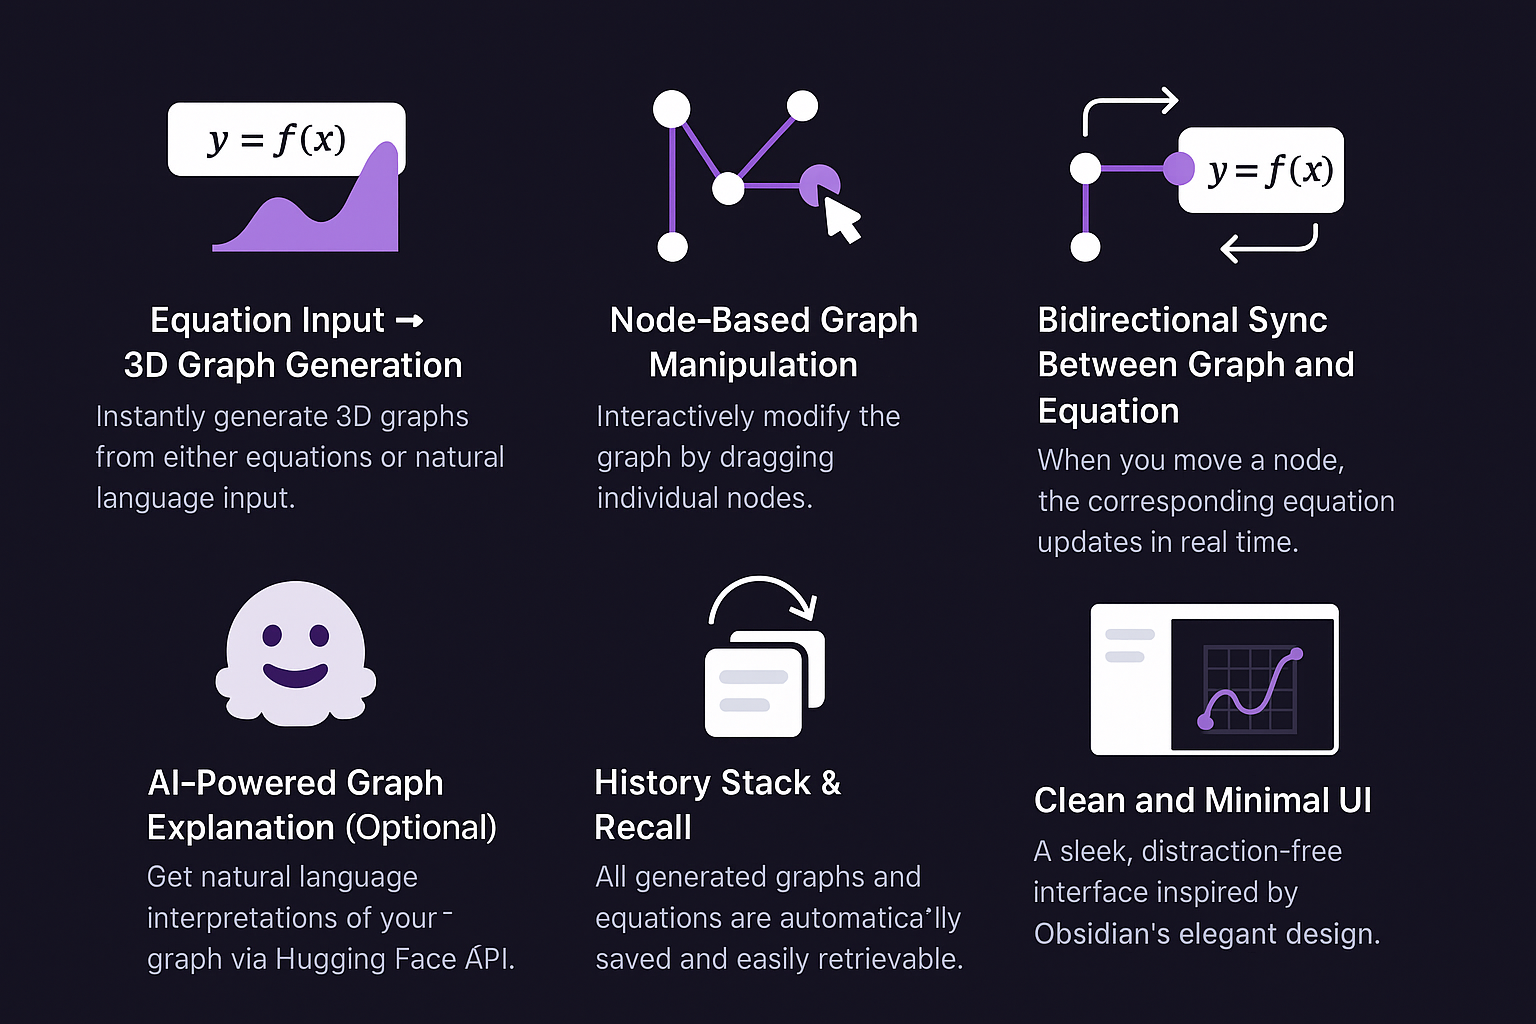 y = f(x)
Equation Input →
3D Graph Generation
Instantly generate 3D graphs
from either equations or natural
language input.
Node-Based Graph
Manipulation
Interactively modify the
graph by dragging
individual nodes.
y = f(x)
Bidirectional Sync
Between Graph and
Equation
When you move a node,
the corresponding equation
updates in real time.
AI-Powered Graph
Explanation (Optional)
Get natural language
interpretations of your -
graph via Hugging Face ÁPI.
History Stack &
Recall
All generated graphs and
equations are automatica’lly
saved and easily retrievable.
Clean and Minimal UI
A sleek, distraction-free
interface inspired by
Obsidian's elegant design.